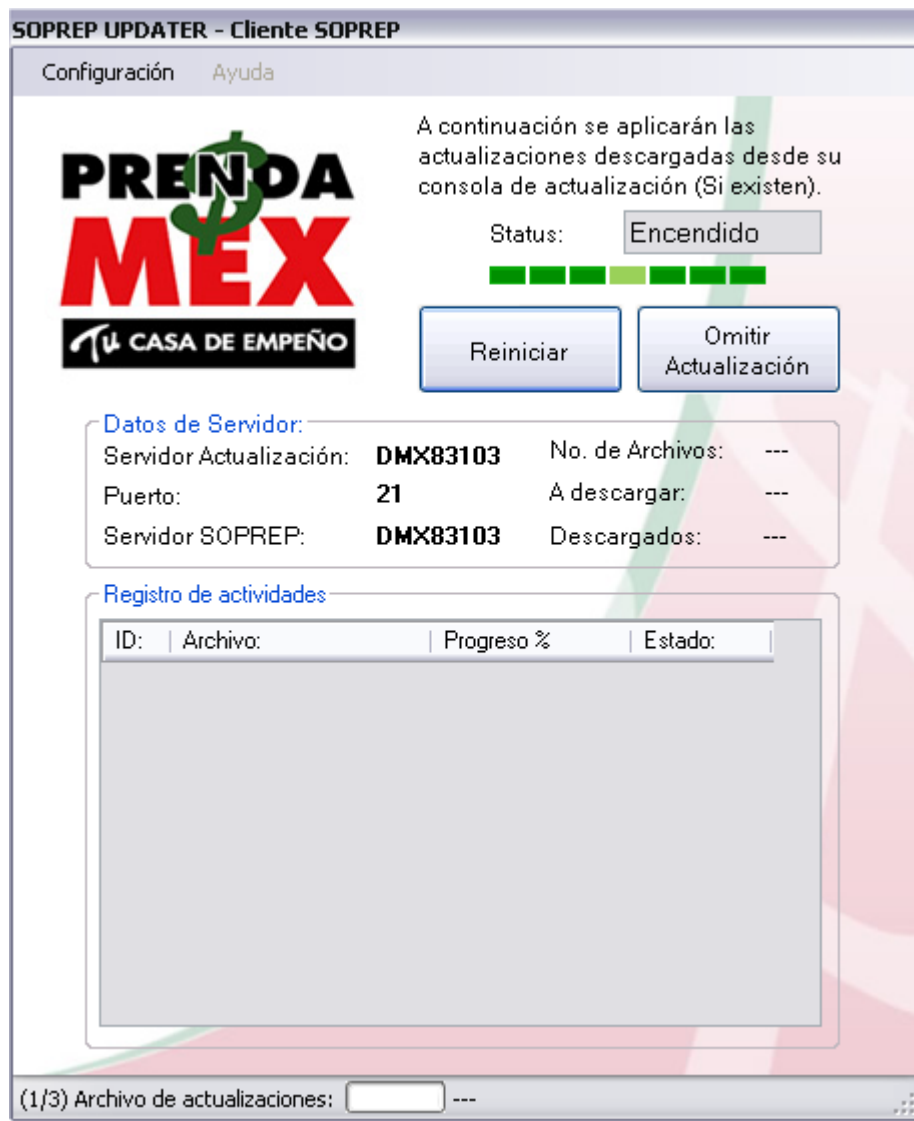 SOPREP UPDATER - Cliente SOPREP
Configuración Ayuda
PRENDA
MEX
Tu CASA DE EMPEÑO
A continuación se aplicarán las
actualizaciones descargadas desde su
consola de actualización (Si existen).
Status: Encendido
Reiniciar
Omitir
Actualización
Datos de Servidor:
Servidor Actualización: DMX83103 No. de Archivos: ---
Puerto: 21 A descargar: ---
Servidor SOPREP: DMX83103 Descargados: ---
Registro de actividades
ID: Archivo: Progreso % Estado:
(1/3) Archivo de actualizaciones: ---